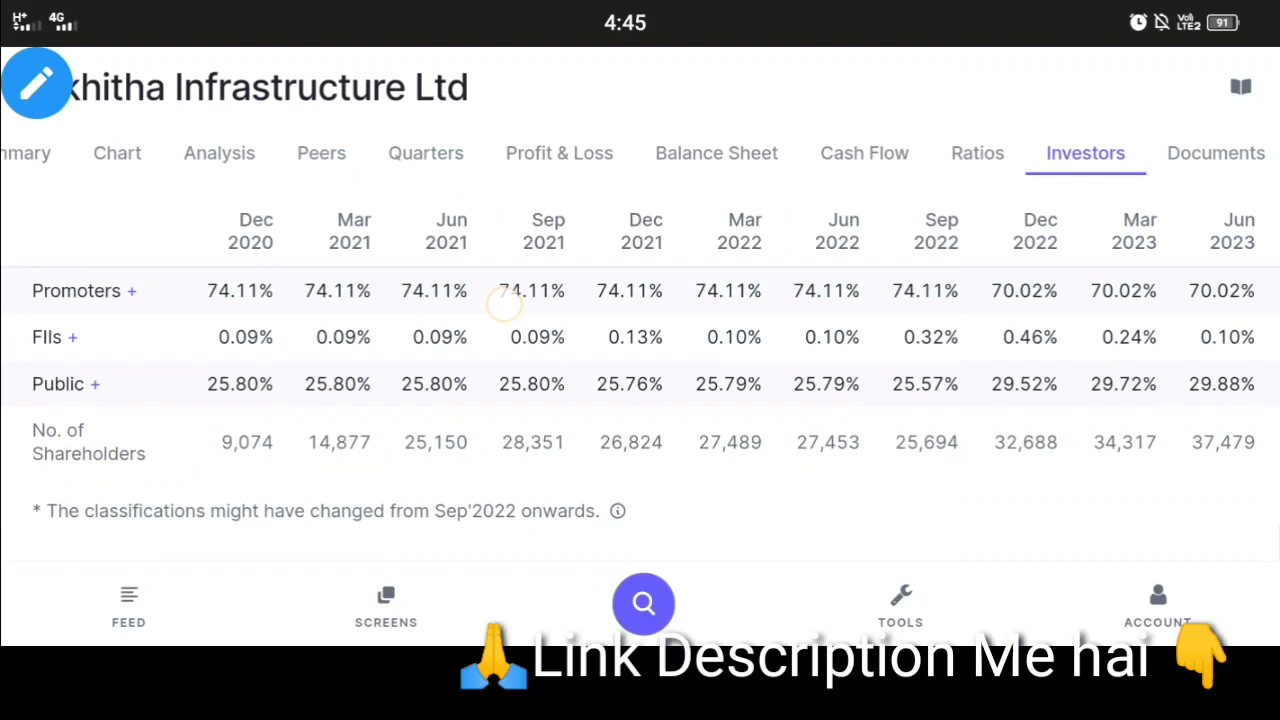 H+ 4G 4:45 VoLTE2 91
khitha Infrastructure Ltd
mmary Chart Analysis Peers Quarters Profit & Loss Balance Sheet Cash Flow Ratios Investors Documents
Dec 2020 Mar 2021 Jun 2021 Sep 2021 Dec 2021 Mar 2022 Jun 2022 Sep 2022 Dec 2022 Mar 2023 Jun 2023
Promoters + 74.11% 74.11% 74.11% 74.11% 74.11% 74.11% 74.11% 74.11% 70.02% 70.02% 70.02%
FIIs + 0.09% 0.09% 0.09% 0.09% 0.13% 0.10% 0.10% 0.32% 0.46% 0.24% 0.10%
Public + 25.80% 25.80% 25.80% 25.80% 25.76% 25.79% 25.79% 25.57% 29.52% 29.72% 29.88%
No. of Shareholders 9,074 14,877 25,150 28,351 26,824 27,489 27,453 25,694 32,688 34,317 37,479
* The classifications might have changed from Sep'2022 onwards.
FEED SCREENS TOOLS ACCOUNT
🙏Link Description Me hai 👇